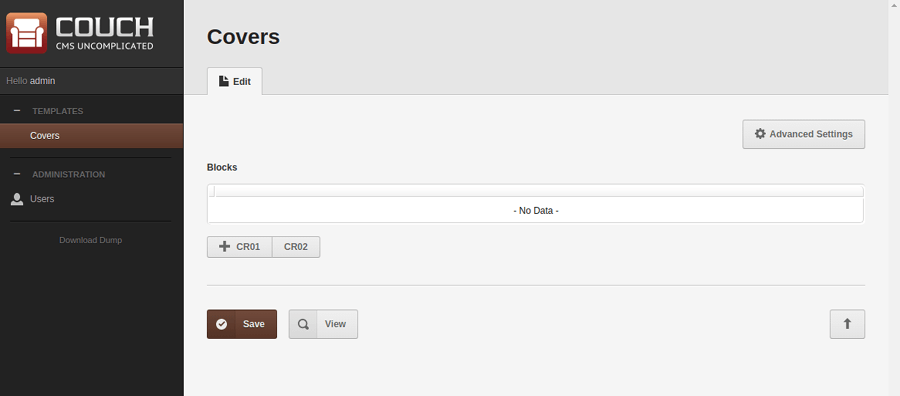 COUCH
CMS UNCOMPLICATED
Hello admin
TEMPLATES
Covers
ADMINISTRATION
Users
Download Dump
Covers
Edit
Advanced Settings
Blocks
- No Data -
CR01 CR02
Save View